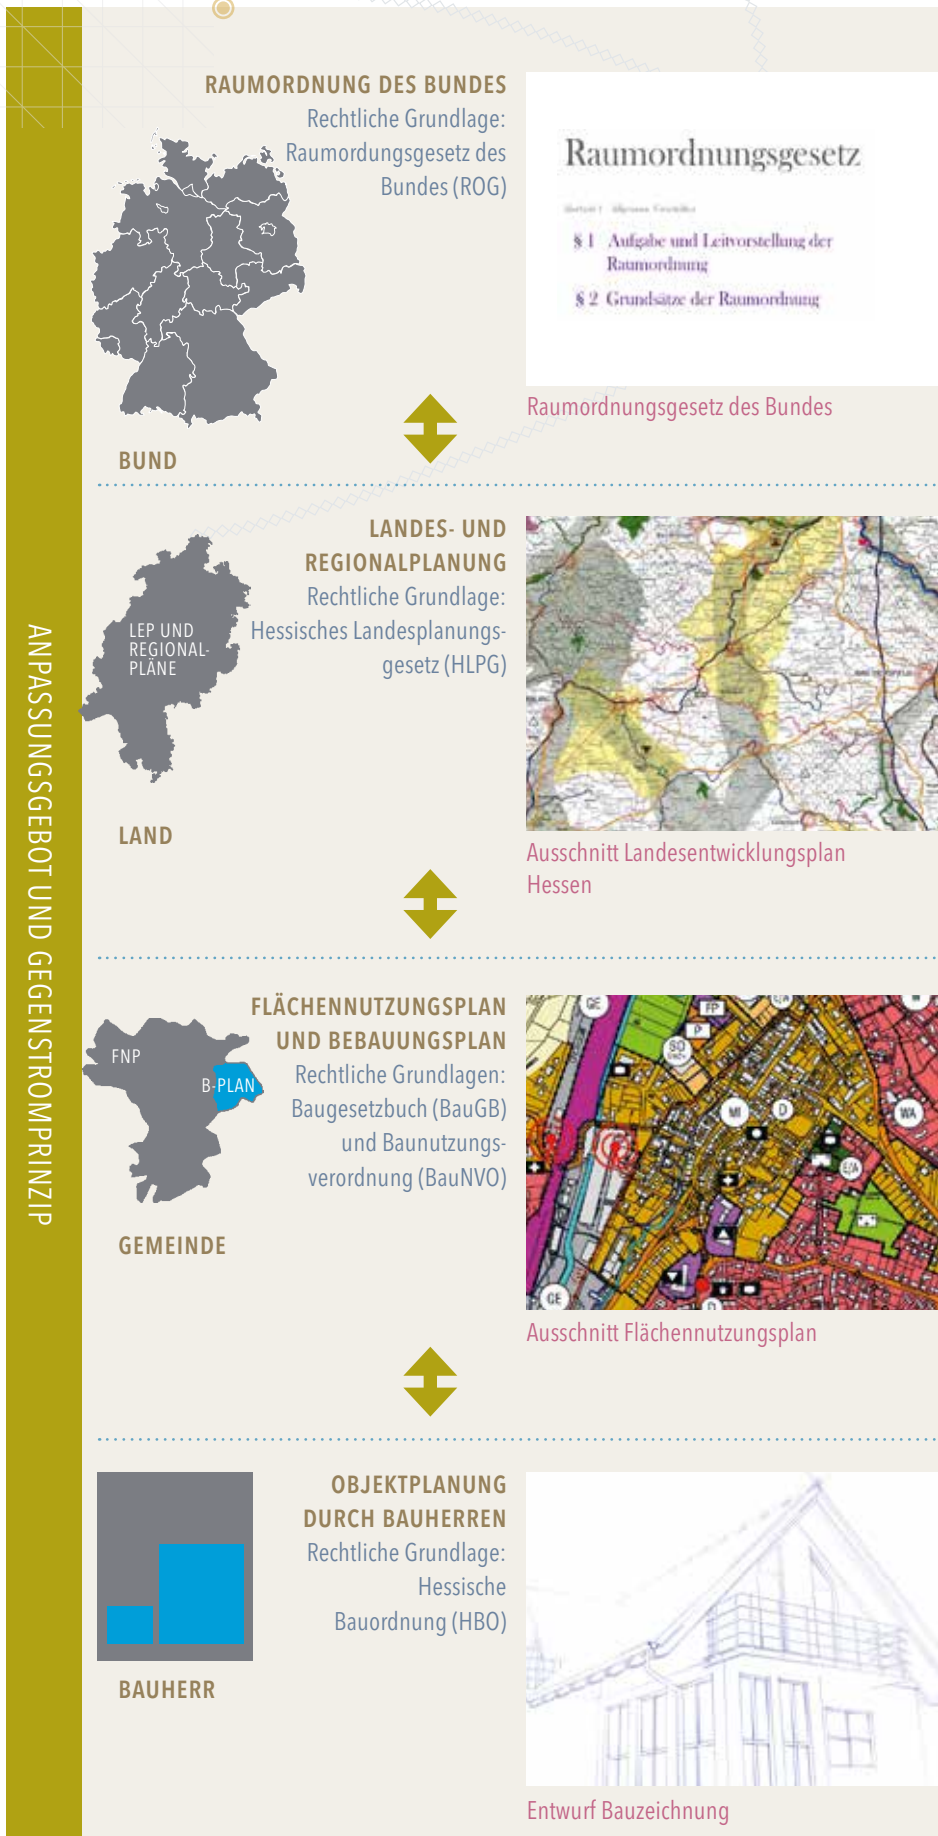 ANPASSUNGSGEBOT UND GEGENSTROMPRINZIP
RAUMORDNUNG DES BUNDES
Rechtliche Grundlage:
Raumordungsgesetz des
Bundes (ROG)
BUND
Raumordnungsgesetz
§ 1 Aufgabe und Leitvorstellung der
Raumordnung
§ 2 Grundsätze der Raumordnung
Raumordnungsgesetz des Bundes
LANDES- UND
REGIONALPLANUNG
Rechtliche Grundlage:
Hessisches Landesplanungs-
gesetz (HLPG)
LEP UND
REGIONAL-
PLÄNE
LAND
Ausschnitt Landesentwicklungsplan
Hessen
FLÄCHENNUTZUNGSPLAN
UND BEBAUUNGSPLAN
Rechtliche Grundlagen:
Baugesetzbuch (BauGB)
und Baunutzungs-
verordnung (BauNVO)
FNP
B-PLAN
GEMEINDE
GE
FP
P
SO
MI
D
WA
E/A
GE
Ausschnitt Flächennutzungsplan
OBJEKTPLANUNG
DURCH BAUHERREN
Rechtliche Grundlage:
Hessische
Bauordnung (HBO)
BAUHERR
Entwurf Bauzeichnung